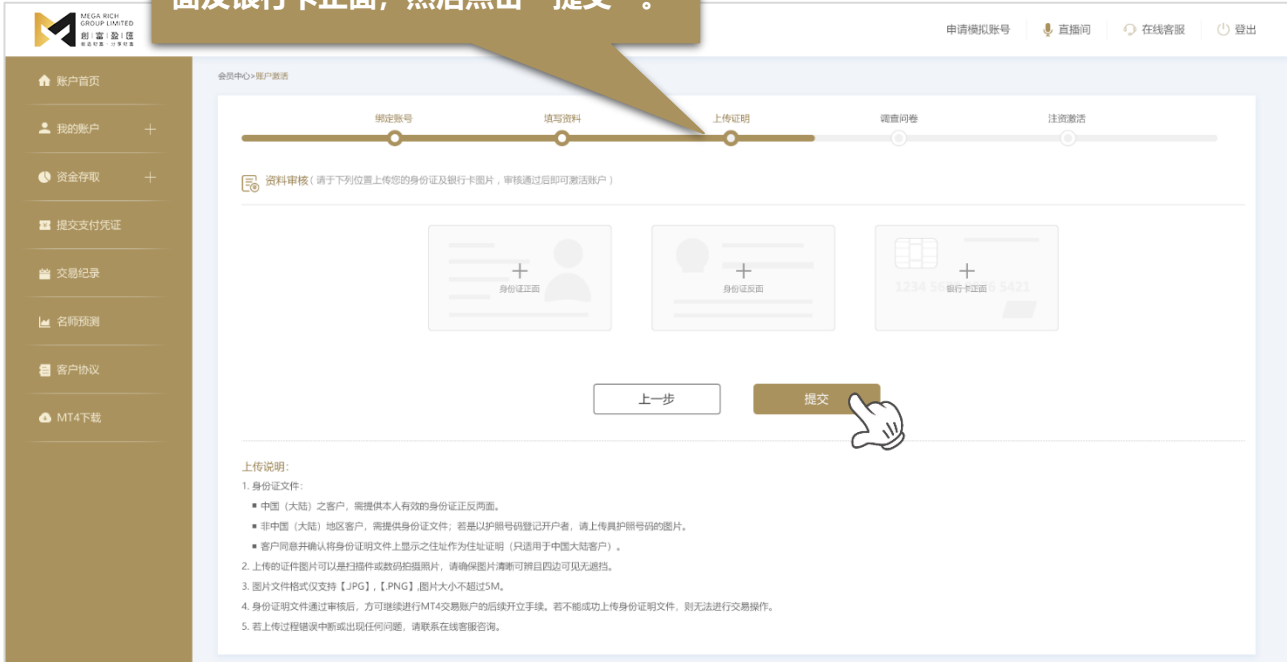 面及银行卡正面，然后点击“提交”。
MEGA RICH
GROUP LIMITED
創|富|盈|匯
創造財富·分享財富
申请模拟账号
直播间
在线客服
登出
账户首页
我的账户
资金存取
提交支付凭证
交易纪录
名师预测
客户协议
MT4下载
会员中心>账户激活
绑定账号
填写资料
上传证明
调查问卷
注资激活
资料审核（请于下列位置上传您的身份证及银行卡图片，审核通过后即可激活账户）
身份证正面
身份证反面
银行卡正面
上一步
提交
上传说明：
1. 身份证文件：
▪ 中国（大陆）之客户，需提供本人有效的身份证正反两面。
▪ 非中国（大陆）地区客户，需提供身份证文件；若是以护照号码登记开户者，请上传具护照号码的图片。
▪ 客户同意并确认将身份证明文件上显示之住址作为住址证明（只适用于中国大陆客户）。
2. 上传的证件图片可以是扫描件或数码拍摄照片，请确保图片清晰可辨且四边可见无遮挡。
3. 图片文件格式仅支持【.JPG】,【.PNG】,图片大小不超过5M。
4. 身份证明文件通过审核后，方可继续进行MT4交易账户的后续开立手续。若不能成功上传身份证明文件，则无法进行交易操作。
5. 若上传过程错误中断或出现任何问题，请联系在线客服咨询。